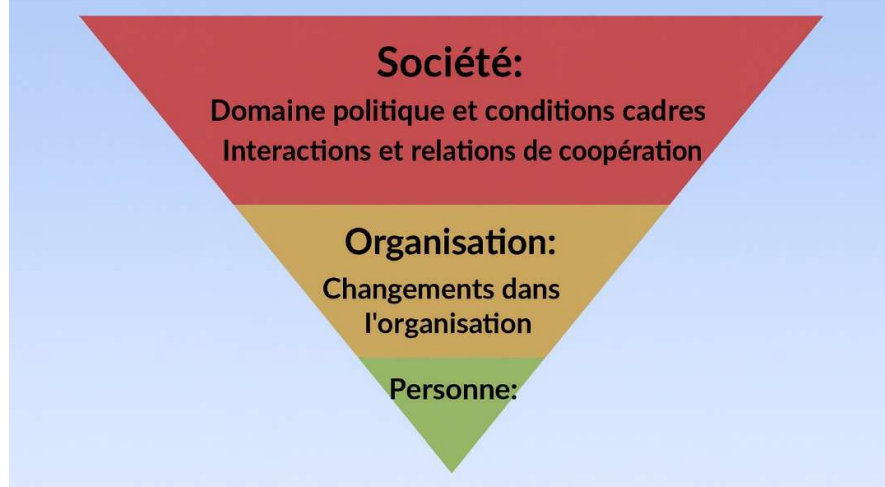 Société:
Domaine politique et conditions cadres
Interactions et relations de coopération
Organisation:
Changements dans
l'organisation
Personne: